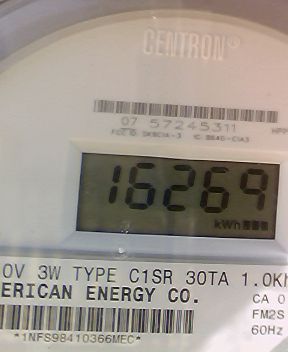 CENTRON®
07 57245311
16269
kWh
0V 3W TYPE C1SR 30TA 1.0K
ERICAN ENERGY CO.
CA 0
FM2S
*1NFS98410366MEC*
60Hz